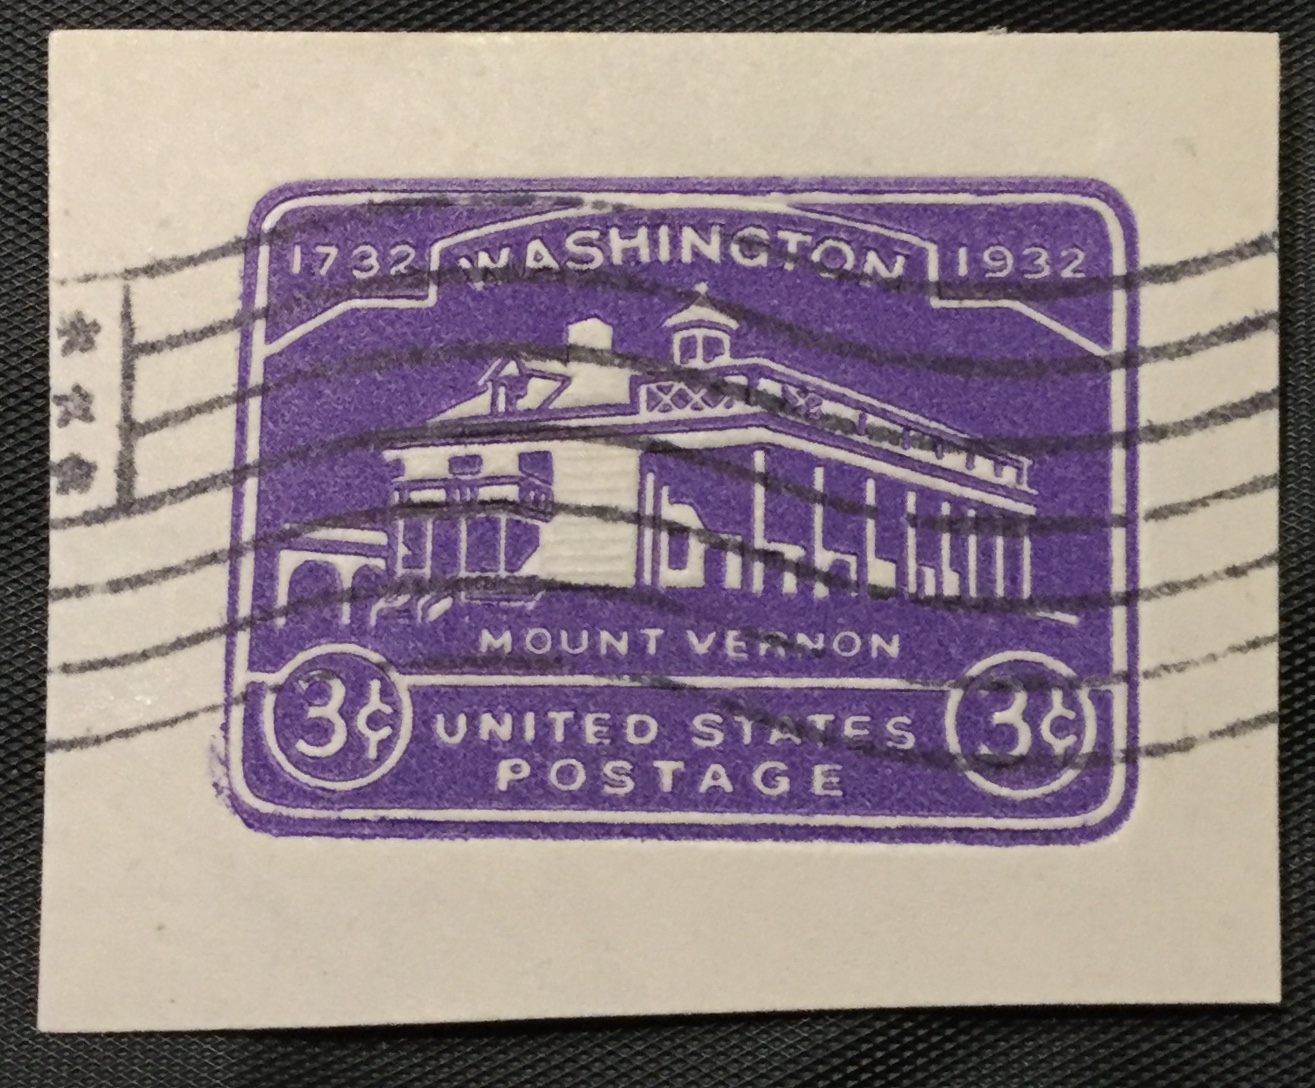 1732 WASHINGTON 1932
MOUNT VERNON
3¢ UNITED STATES 3¢
POSTAGE